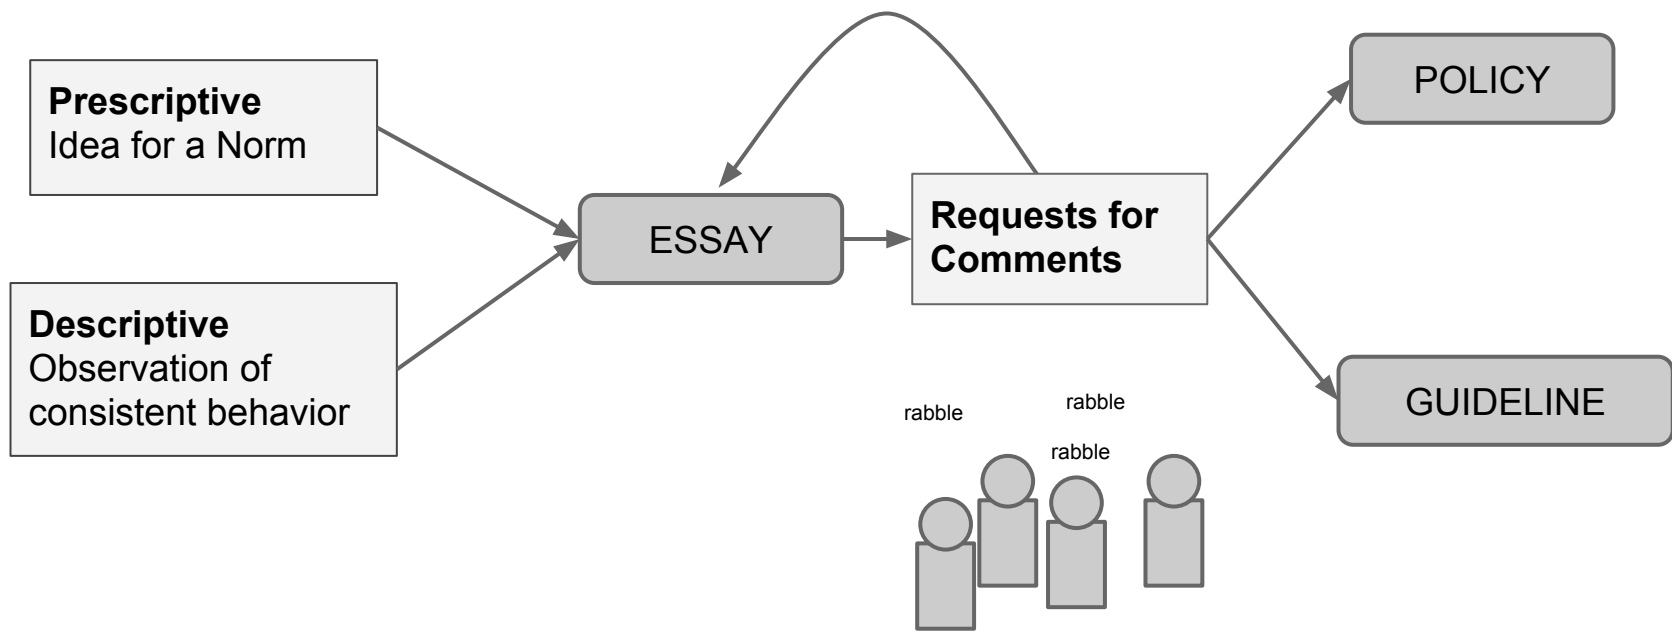 Prescriptive
Idea for a Norm
Descriptive
Observation of
consistent behavior
ESSAY
Requests for
Comments
POLICY
GUIDELINE
rabble
rabble
rabble